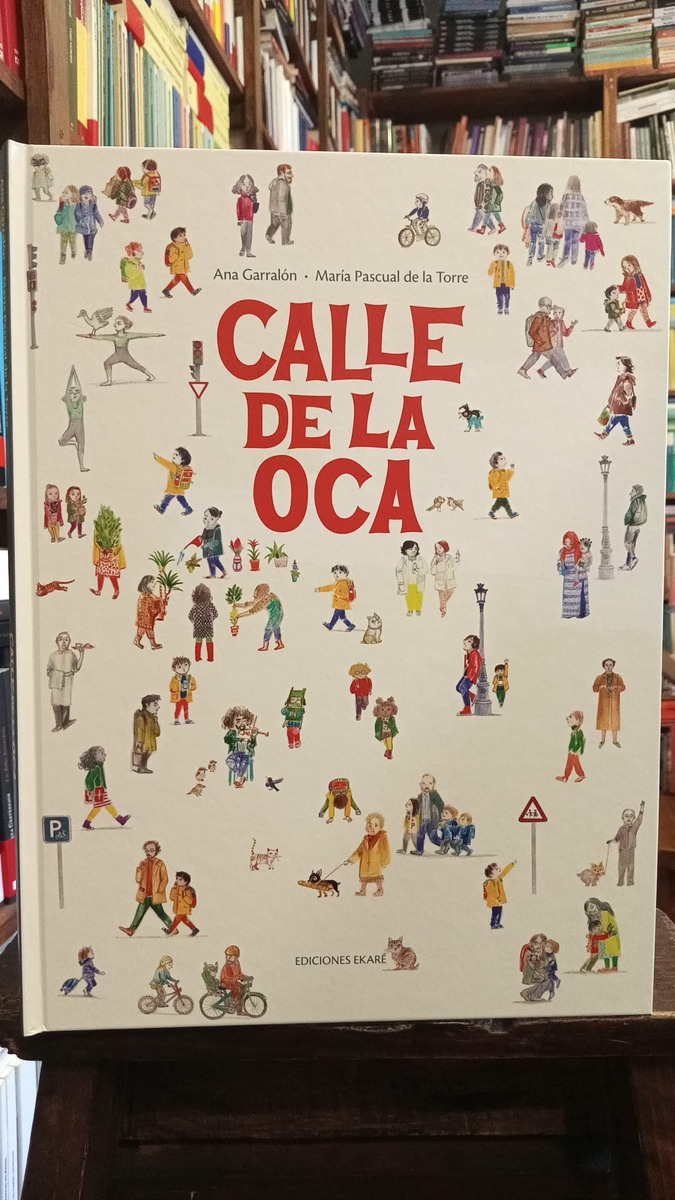 Ana Garralón • María Pascual de la Torre
CALLE
DE LA
OCA
P
EDICIONES EKARÉ